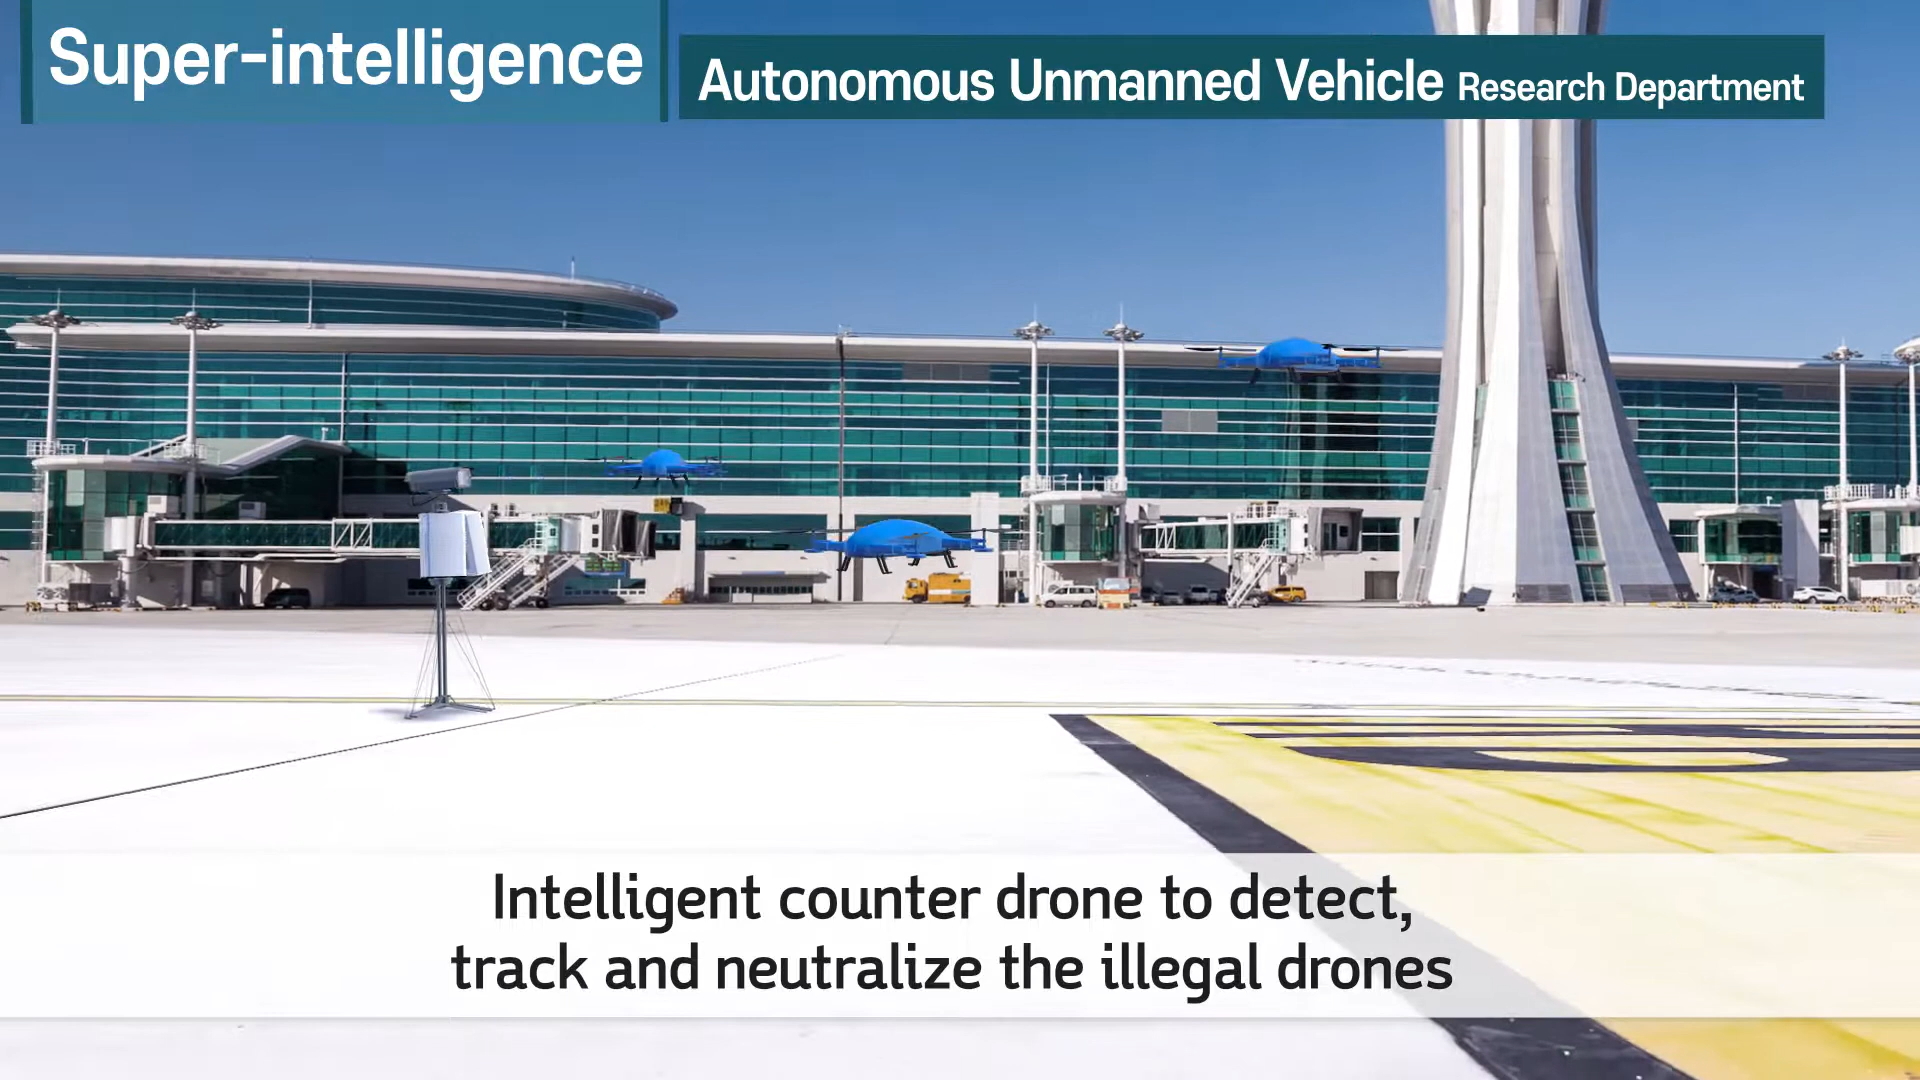 Super-intelligence
Autonomous Unmanned Vehicle Research Department
Intelligent counter drone to detect,
track and neutralize the illegal drones